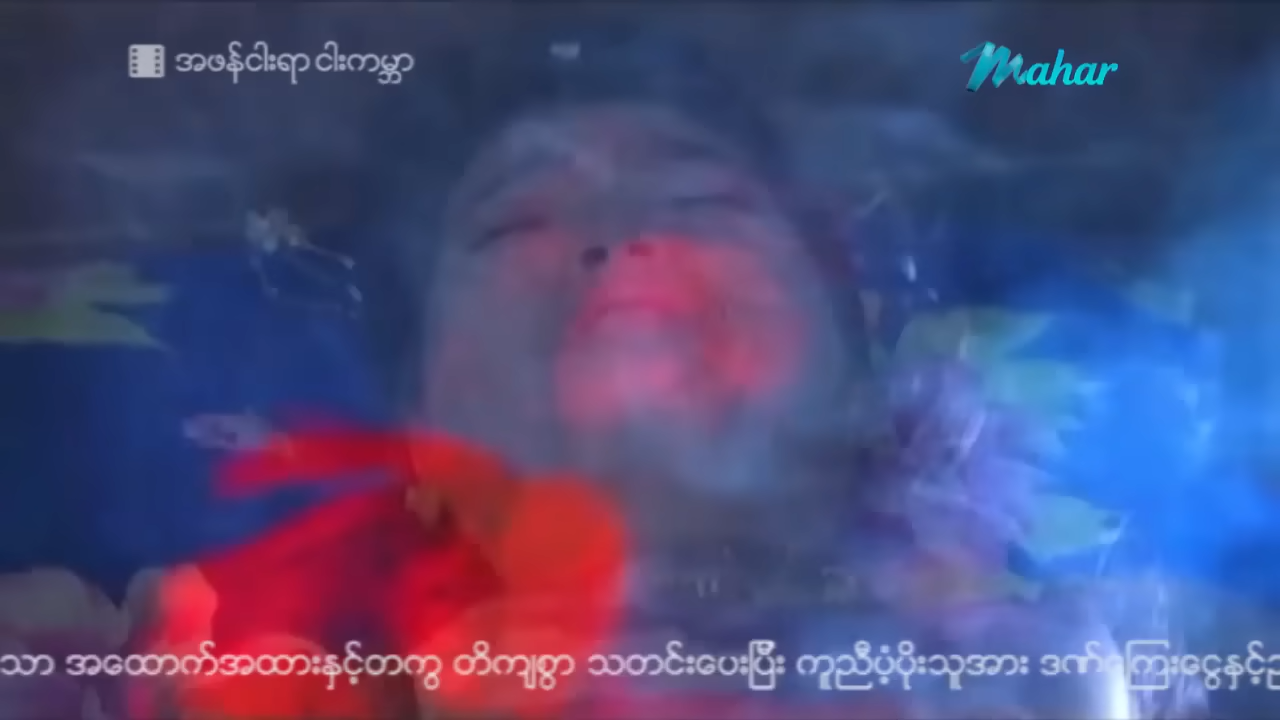 အဖန်ငါးရာ ငါးကမ္ဘာ
Mahar
သာ အထောက်အထားနှင့်တကွ တိကျစွာ သတင်းပေးပြီး ကူညီပံ့ပိုးသူအား ဒဏ်ကြေးငွေနှင့်